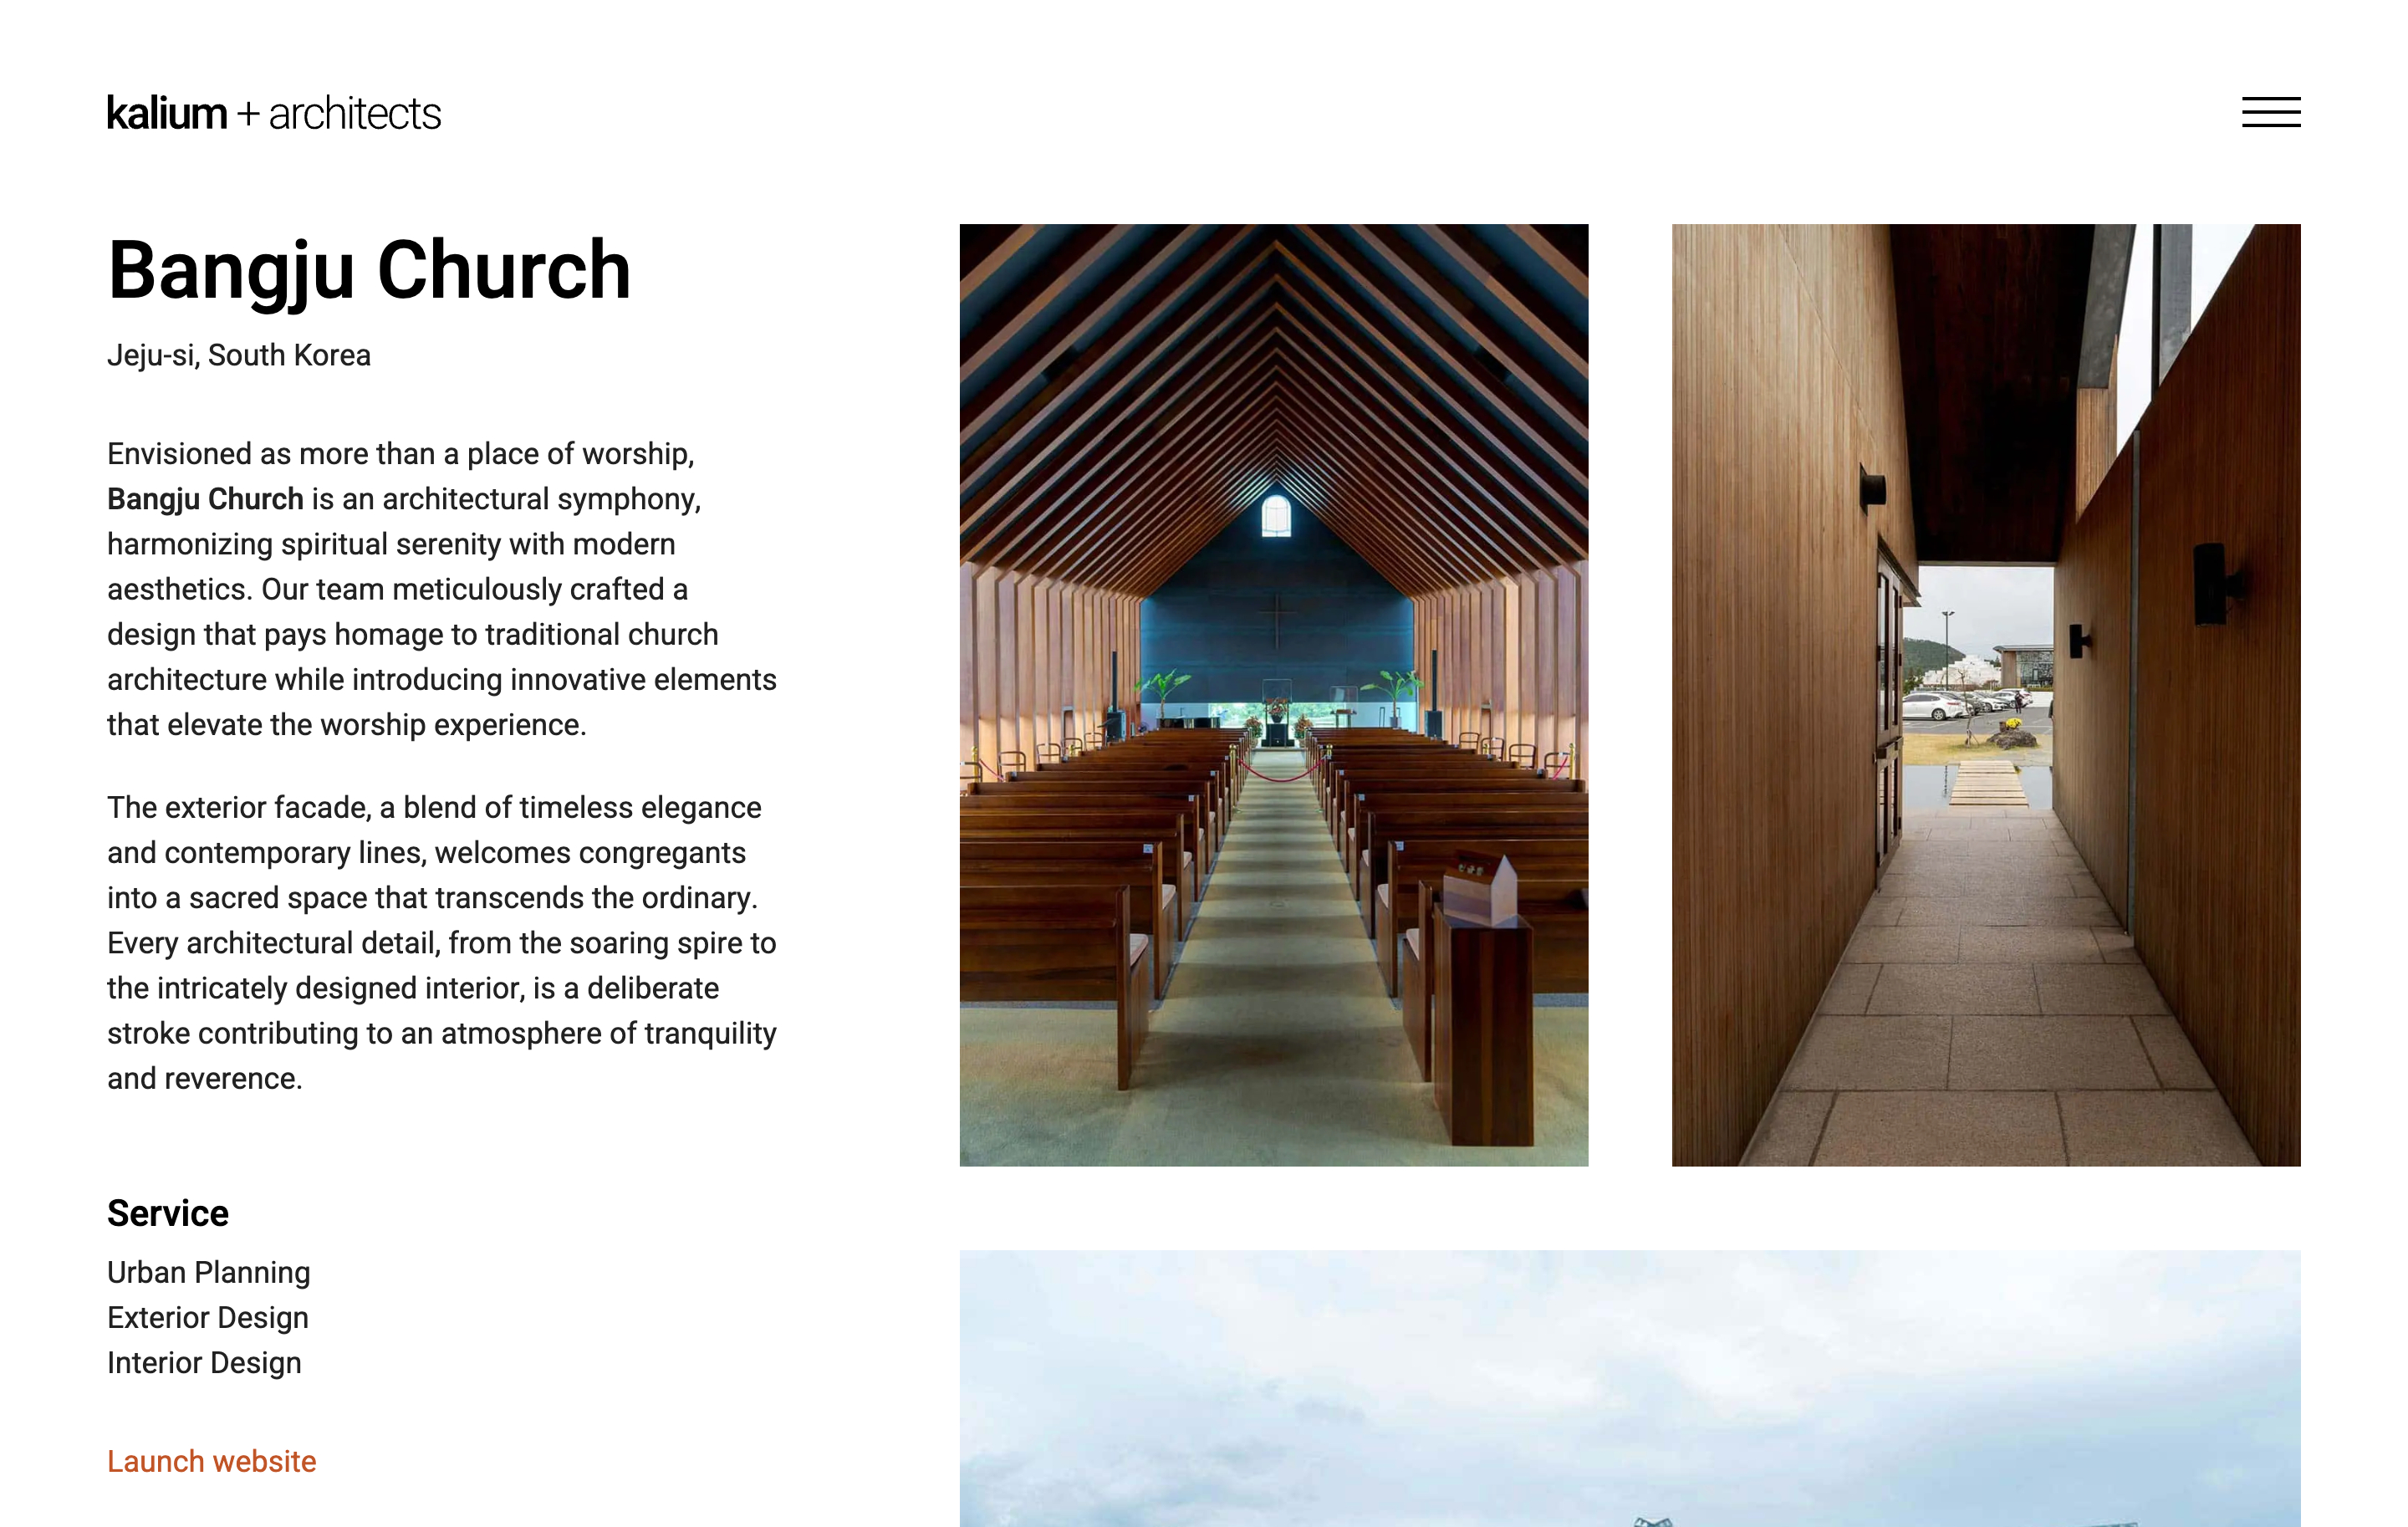 kalium + architects
Bangju Church
Jeju-si, South Korea
Envisioned as more than a place of worship,
Bangju Church is an architectural symphony,
harmonizing spiritual serenity with modern
aesthetics. Our team meticulously crafted a
design that pays homage to traditional church
architecture while introducing innovative elements
that elevate the worship experience.
The exterior facade, a blend of timeless elegance
and contemporary lines, welcomes congregants
into a sacred space that transcends the ordinary.
Every architectural detail, from the soaring spire to
the intricately designed interior, is a deliberate
stroke contributing to an atmosphere of tranquility
and reverence.
Service
Urban Planning
Exterior Design
Interior Design
Launch website